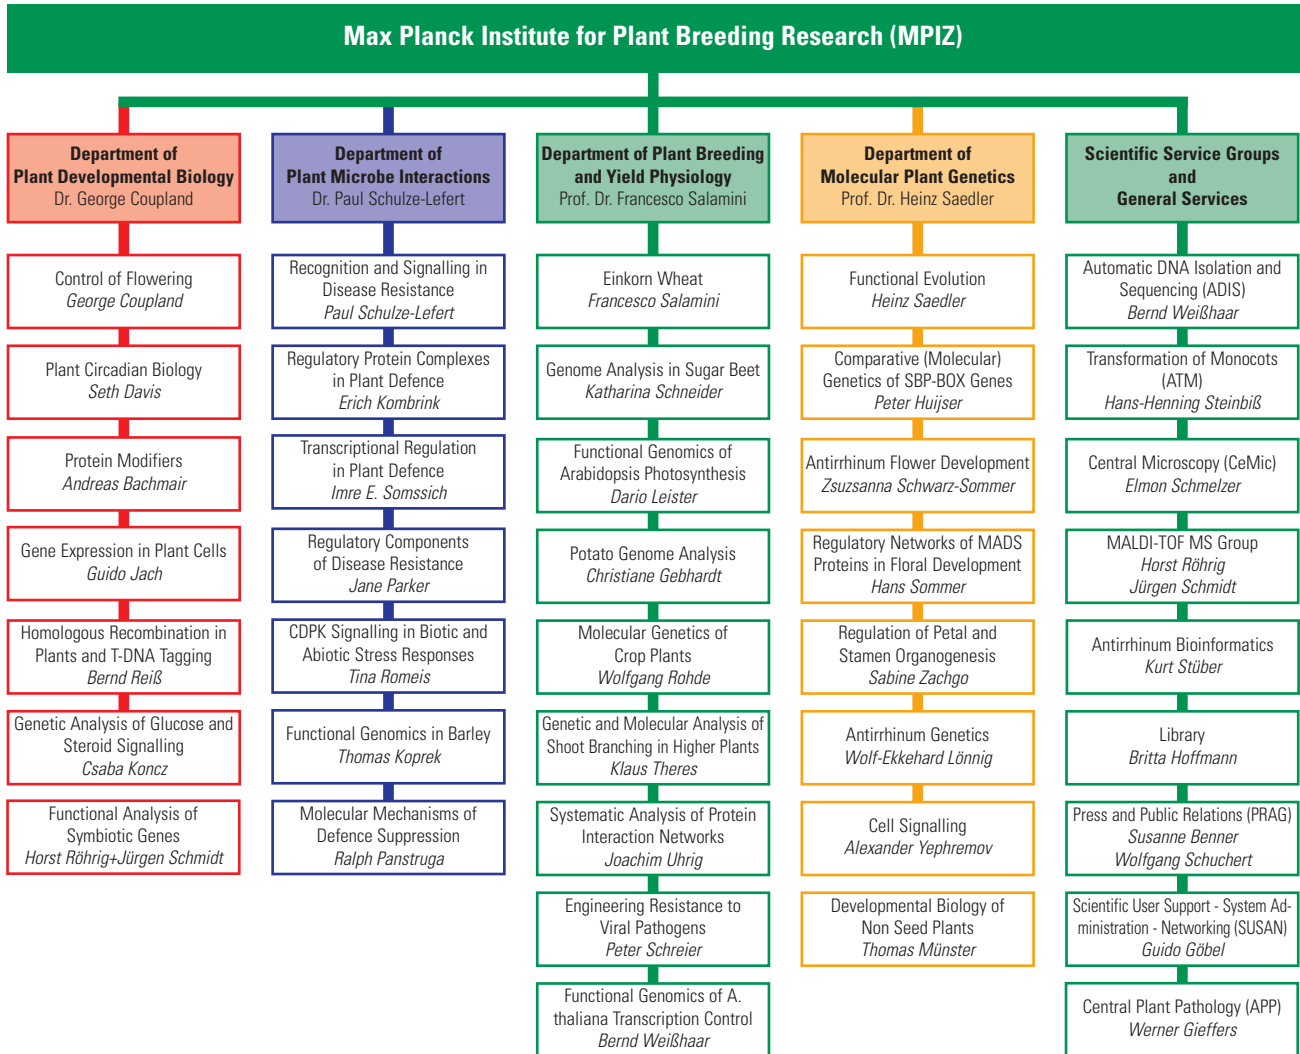 Max Planck Institute for Plant Breeding Research (MPIZ)
Department of
Plant Developmental Biology
Dr. George Coupland
Control of Flowering
George Coupland
Plant Circadian Biology
Seth Davis
Protein Modifiers
Andreas Bachmair
Gene Expression in Plant Cells
Guido Jach
Homologous Recombination in
Plants and T-DNA Tagging
Bernd Reiß
Genetic Analysis of Glucose and
Steroid Signalling
Csaba Koncz
Functional Analysis of
Symbiotic Genes
Horst Röhrig+Jürgen Schmidt
Department of
Plant Microbe Interactions
Dr. Paul Schulze-Lefert
Recognition and Signalling in
Disease Resistance
Paul Schulze-Lefert
Regulatory Protein Complexes
in Plant Defence
Erich Kombrink
Transcriptional Regulation
in Plant Defence
Imre E. Somssich
Regulatory Components
of Disease Resistance
Jane Parker
CDPK Signalling in Biotic and
Abiotic Stress Responses
Tina Romeis
Functional Genomics in Barley
Thomas Koprek
Molecular Mechanisms of
Defence Suppression
Ralph Panstruga
Department of Plant Breeding
and Yield Physiology
Prof. Dr. Francesco Salamini
Einkorn Wheat
Francesco Salamini
Genome Analysis in Sugar Beet
Katharina Schneider
Functional Genomics of
Arabidopsis Photosynthesis
Dario Leister
Potato Genome Analysis
Christiane Gebhardt
Molecular Genetics of
Crop Plants
Wolfgang Rohde
Genetic and Molecular Analysis of
Shoot Branching in Higher Plants
Klaus Theres
Systematic Analysis of Protein
Interaction Networks
Joachim Uhrig
Engineering Resistance to
Viral Pathogens
Peter Schreier
Functional Genomics of A.
thaliana Transcription Control
Bernd Weißhaar
Department of
Molecular Plant Genetics
Prof. Dr. Heinz Saedler
Functional Evolution
Heinz Saedler
Comparative (Molecular)
Genetics of SBP-BOX Genes
Peter Huijser
Antirrhinum Flower Development
Zsuzsanna Schwarz-Sommer
Regulatory Networks of MADS
Proteins in Floral Development
Hans Sommer
Regulation of Petal and
Stamen Organogenesis
Sabine Zachgo
Antirrhinum Genetics
Wolf-Ekkehard Lönnig
Cell Signalling
Alexander Yephremov
Developmental Biology of
Non Seed Plants
Thomas Münster
Scientific Service Groups
and
General Services
Automatic DNA Isolation and
Sequencing (ADIS)
Bernd Weißhaar
Transformation of Monocots
(ATM)
Hans-Henning Steinbiß
Central Microscopy (CeMic)
Elmon Schmelzer
MALDI-TOF MS Group
Horst Röhrig
Jürgen Schmidt
Antirrhinum Bioinformatics
Kurt Stüber
Library
Britta Hoffmann
Press and Public Relations (PRAG)
Susanne Benner
Wolfgang Schuchert
Scientific User Support - System Ad-
ministration - Networking (SUSAN)
Guido Göbel
Central Plant Pathology (APP)
Werner Gieffers